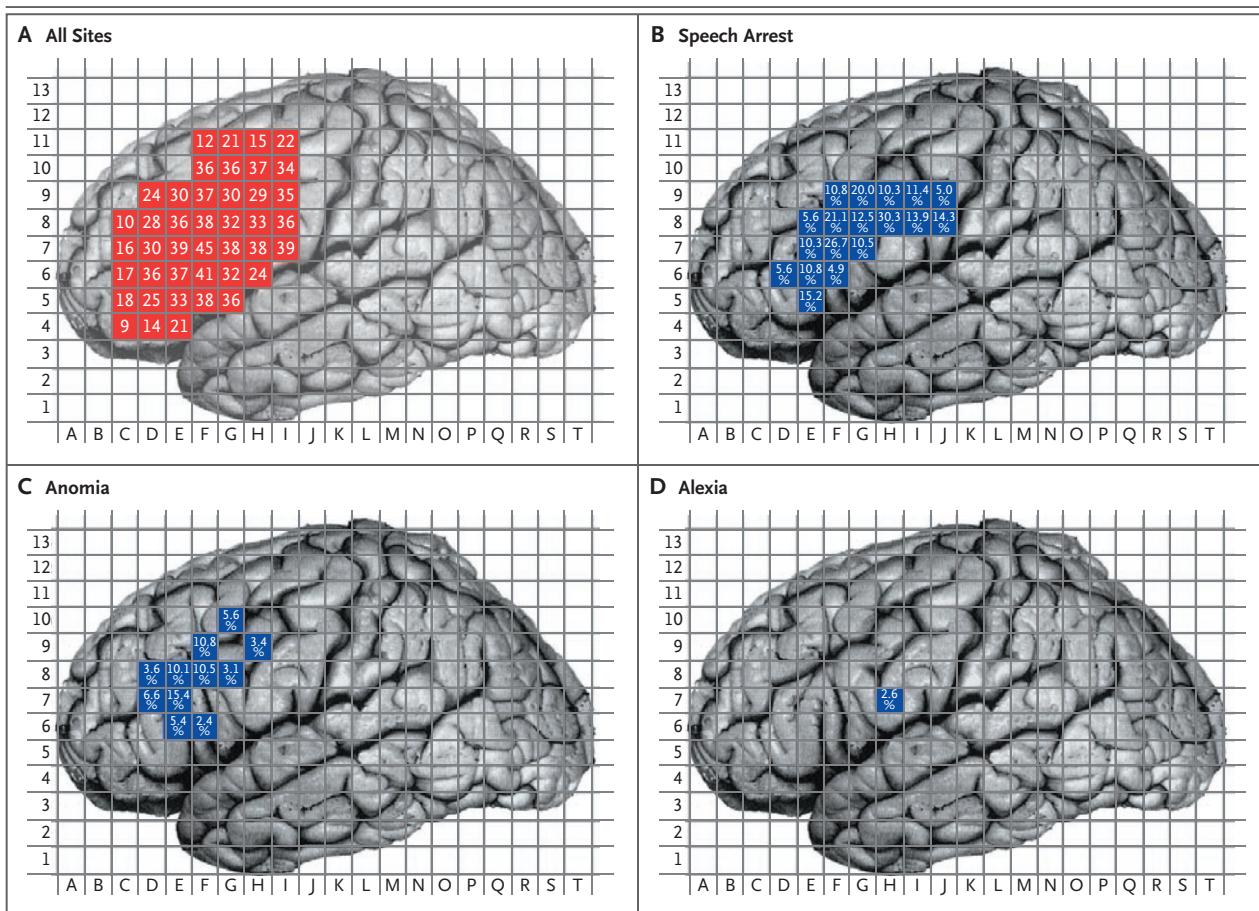 A All Sites
13
12
11 12 21 15 22
10 36 36 37 34
9 24 30 37 30 29 35
8 10 28 36 38 32 33 36
7 16 30 39 45 38 38 39
6 17 36 37 41 32 24
5 18 25 33 38 36
4 9 14 21
3
2
1
A B C D E F G H I J K L M N O P Q R S T
B Speech Arrest
13
12
11
10
9 10.8 % 20.0 % 10.3 % 11.4 % 5.0 %
8 5.6 % 21.1 % 12.5 % 30.3 % 13.9 % 14.3 %
7 10.3 % 26.7 % 10.5 %
6 5.6 % 10.8 % 4.9 %
5 15.2 %
4
3
2
1
A B C D E F G H I J K L M N O P Q R S T
C Anomia
13
12
11
10 5.6 %
9 10.8 % 3.4 %
8 3.6 % 10.1 % 10.5 % 3.1 %
7 6.6 % 15.4 %
6 5.4 % 2.4 %
5
4
3
2
1
A B C D E F G H I J K L M N O P Q R S T
D Alexia
13
12
11
10
9
8
7 2.6 %
6
5
4
3
2
1
A B C D E F G H I J K L M N O P Q R S T